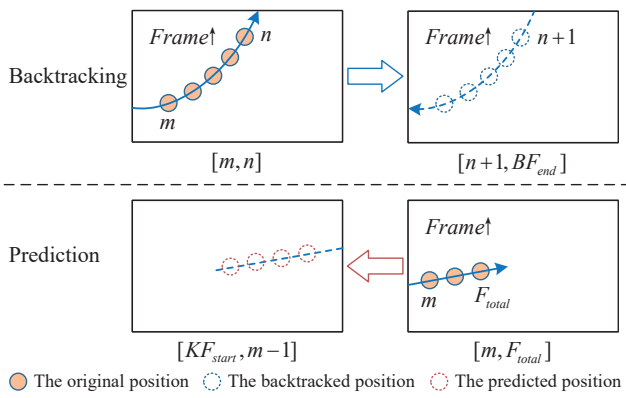 Frame↑ n
Frame↑ n+1
Backtracking
m
[m,n]
[n+1,BF_end]
Prediction
Frame↑
m F_total
[KF_start,m−1]
[m,F_total]
The original position The backtracked position The predicted position